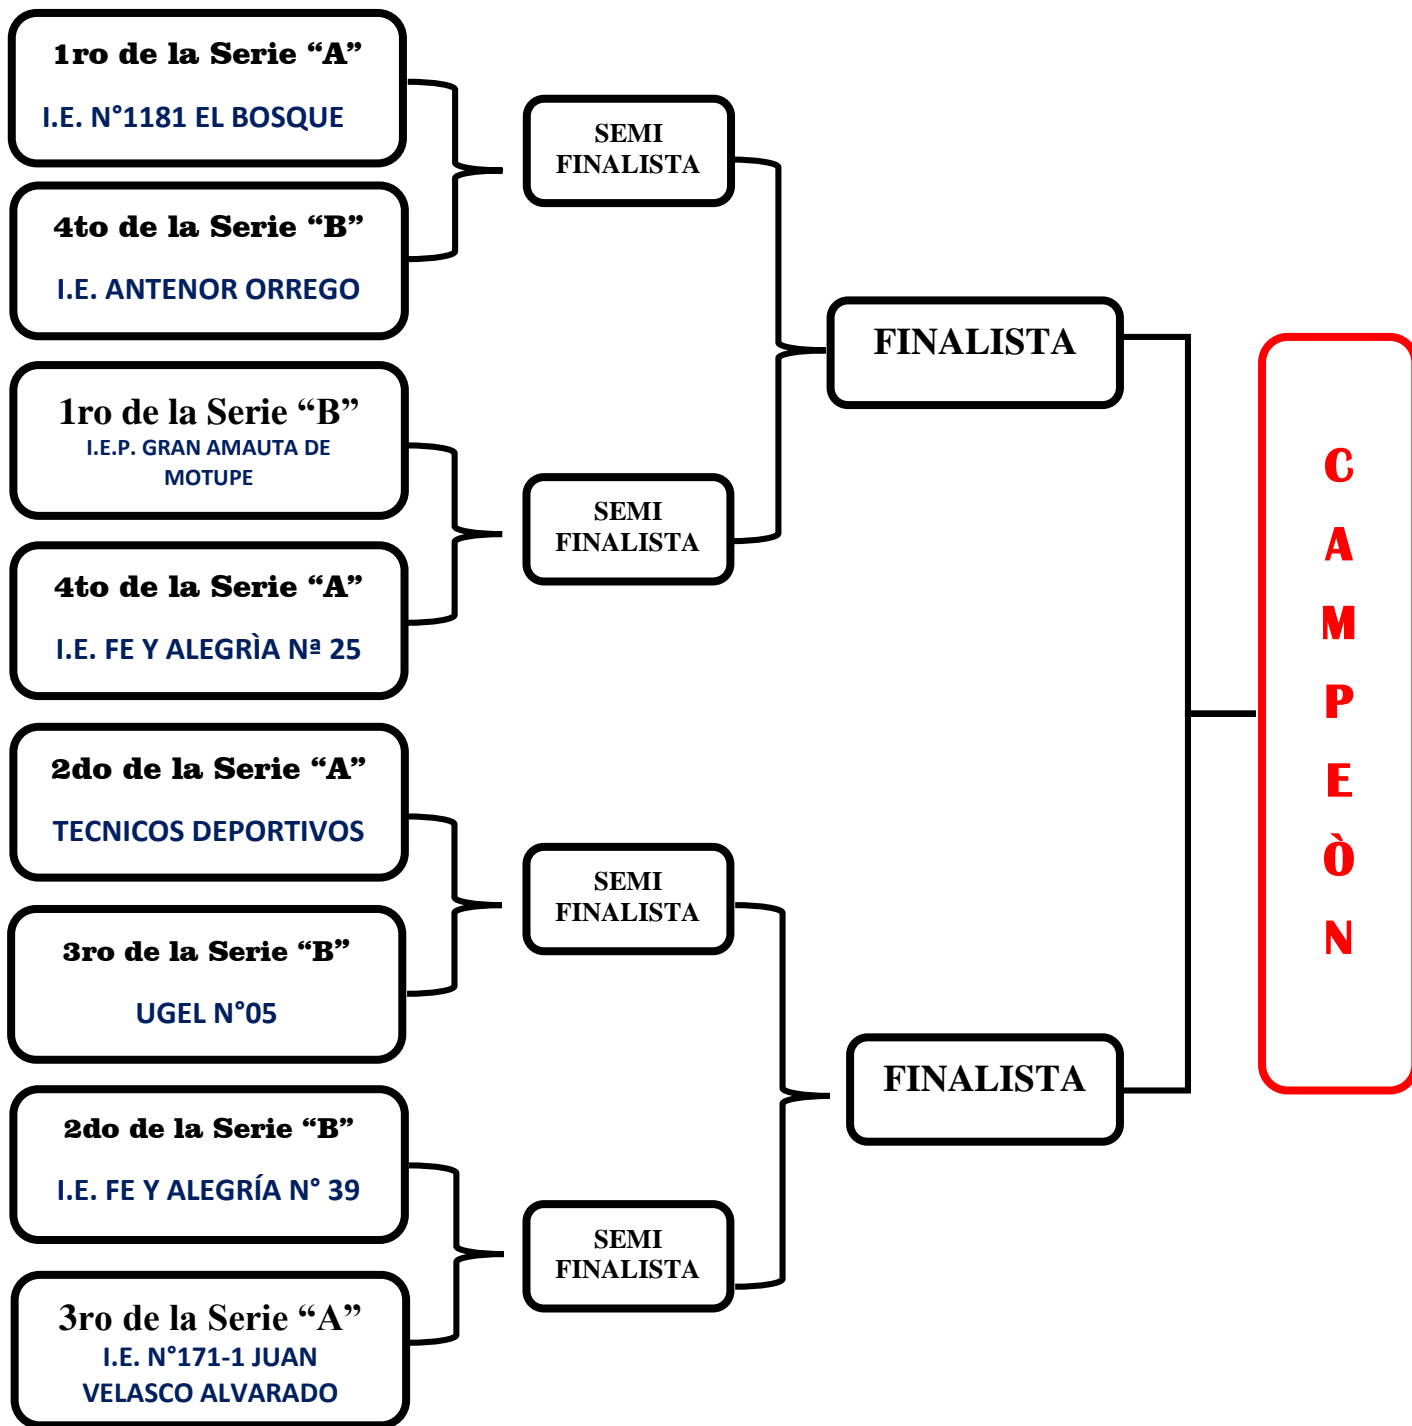 1ro de la Serie “A”
I.E. N°1181 EL BOSQUE
4to de la Serie “B”
I.E. ANTENOR ORREGO
1ro de la Serie “B”
I.E.P. GRAN AMAUTA DE
MOTUPE
4to de la Serie “A”
I.E. FE Y ALEGRÌA Nª 25
2do de la Serie “A”
TECNICOS DEPORTIVOS
3ro de la Serie “B”
UGEL N°05
2do de la Serie “B”
I.E. FE Y ALEGRÍA N° 39
3ro de la Serie “A”
I.E. N°171-1 JUAN
VELASCO ALVARADO
SEMI
FINALISTA
SEMI
FINALISTA
SEMI
FINALISTA
SEMI
FINALISTA
FINALISTA
FINALISTA
C
A
M
P
E
Ò
N